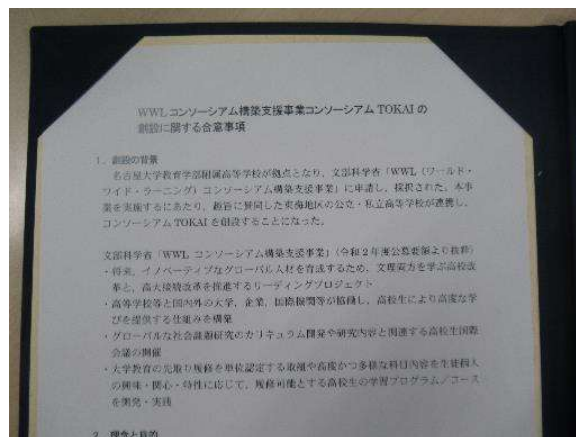 WWLコンソーシアム構築支援事業コンソーシアム TOKAI の
創設に関する合意事項
1. 創設の背景
名古屋大学教育学部附属高等学校が拠点となり、文部科学省「WWL（ワールド・
ワイド・ラーニング）コンソーシアム構築支援事業」に申請し、採択された。本事
業を実施するにあたり、趣旨に賛同した東海地区の公立・私立高等学校が連携し、
コンソーシアム TOKAI を創設することになった。
文部科学省「WWL コンソーシアム構築支援事業」（令和2年度公募要領より抜粋）
・将来、イノベーティブなグローバル人材を育成するため、文理両方を学ぶ高校改
革と、高大接続改革を推進するリーディングプロジェクト
・高等学校等と国内外の大学、企業、国際機関等が協働し、高校生により高度な学
びを提供する仕組みを構築
・グローバルな社会課題研究のカリキュラム開発や研究内容と関連する高校生国際
会議の開催
・大学教育の先取り履修を単位認定する取組や高度かつ多様な科目内容を生徒個人
の興味・関心・特性に応じて、履修可能とする高校生の学習プログラム／コース
を開発・実践
2. 理念と目的